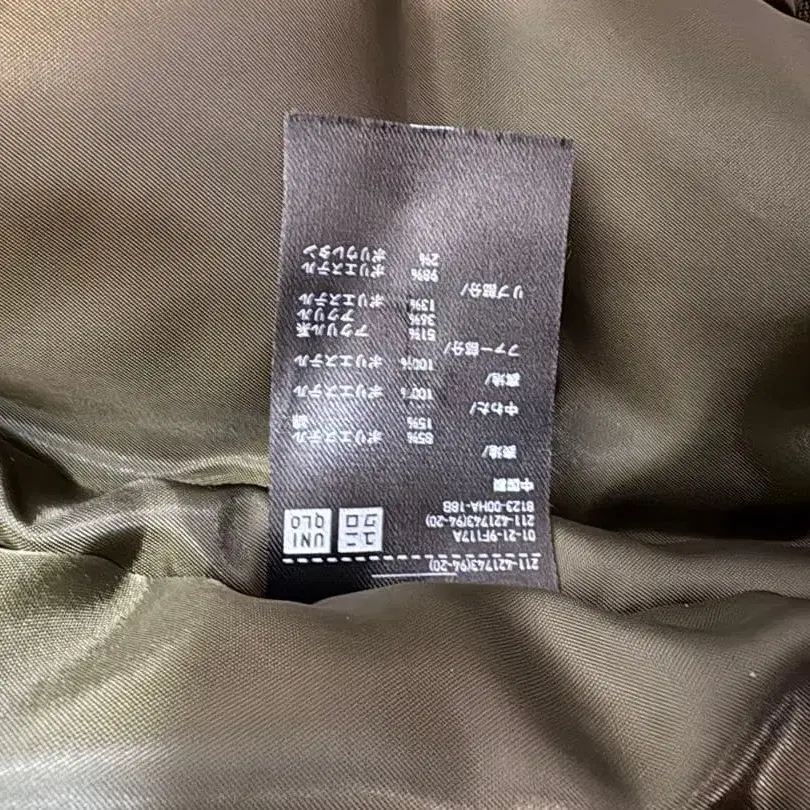 211-421743(94-20)
01-21-9F117A
211-421743(94-20)
8123-00HA-18B
ユニ
クロ
UNI
QLO
中国製
表地/ 85% ポリエステル
15% 綿
中わた/ 100% ポリエステル
裏地/ 100% ポリエステル
ファー部分/ 51% アクリル系
36% アクリル
13% ポリエステル
リブ部分/ 98% ポリエステル
2% ポリウレタン